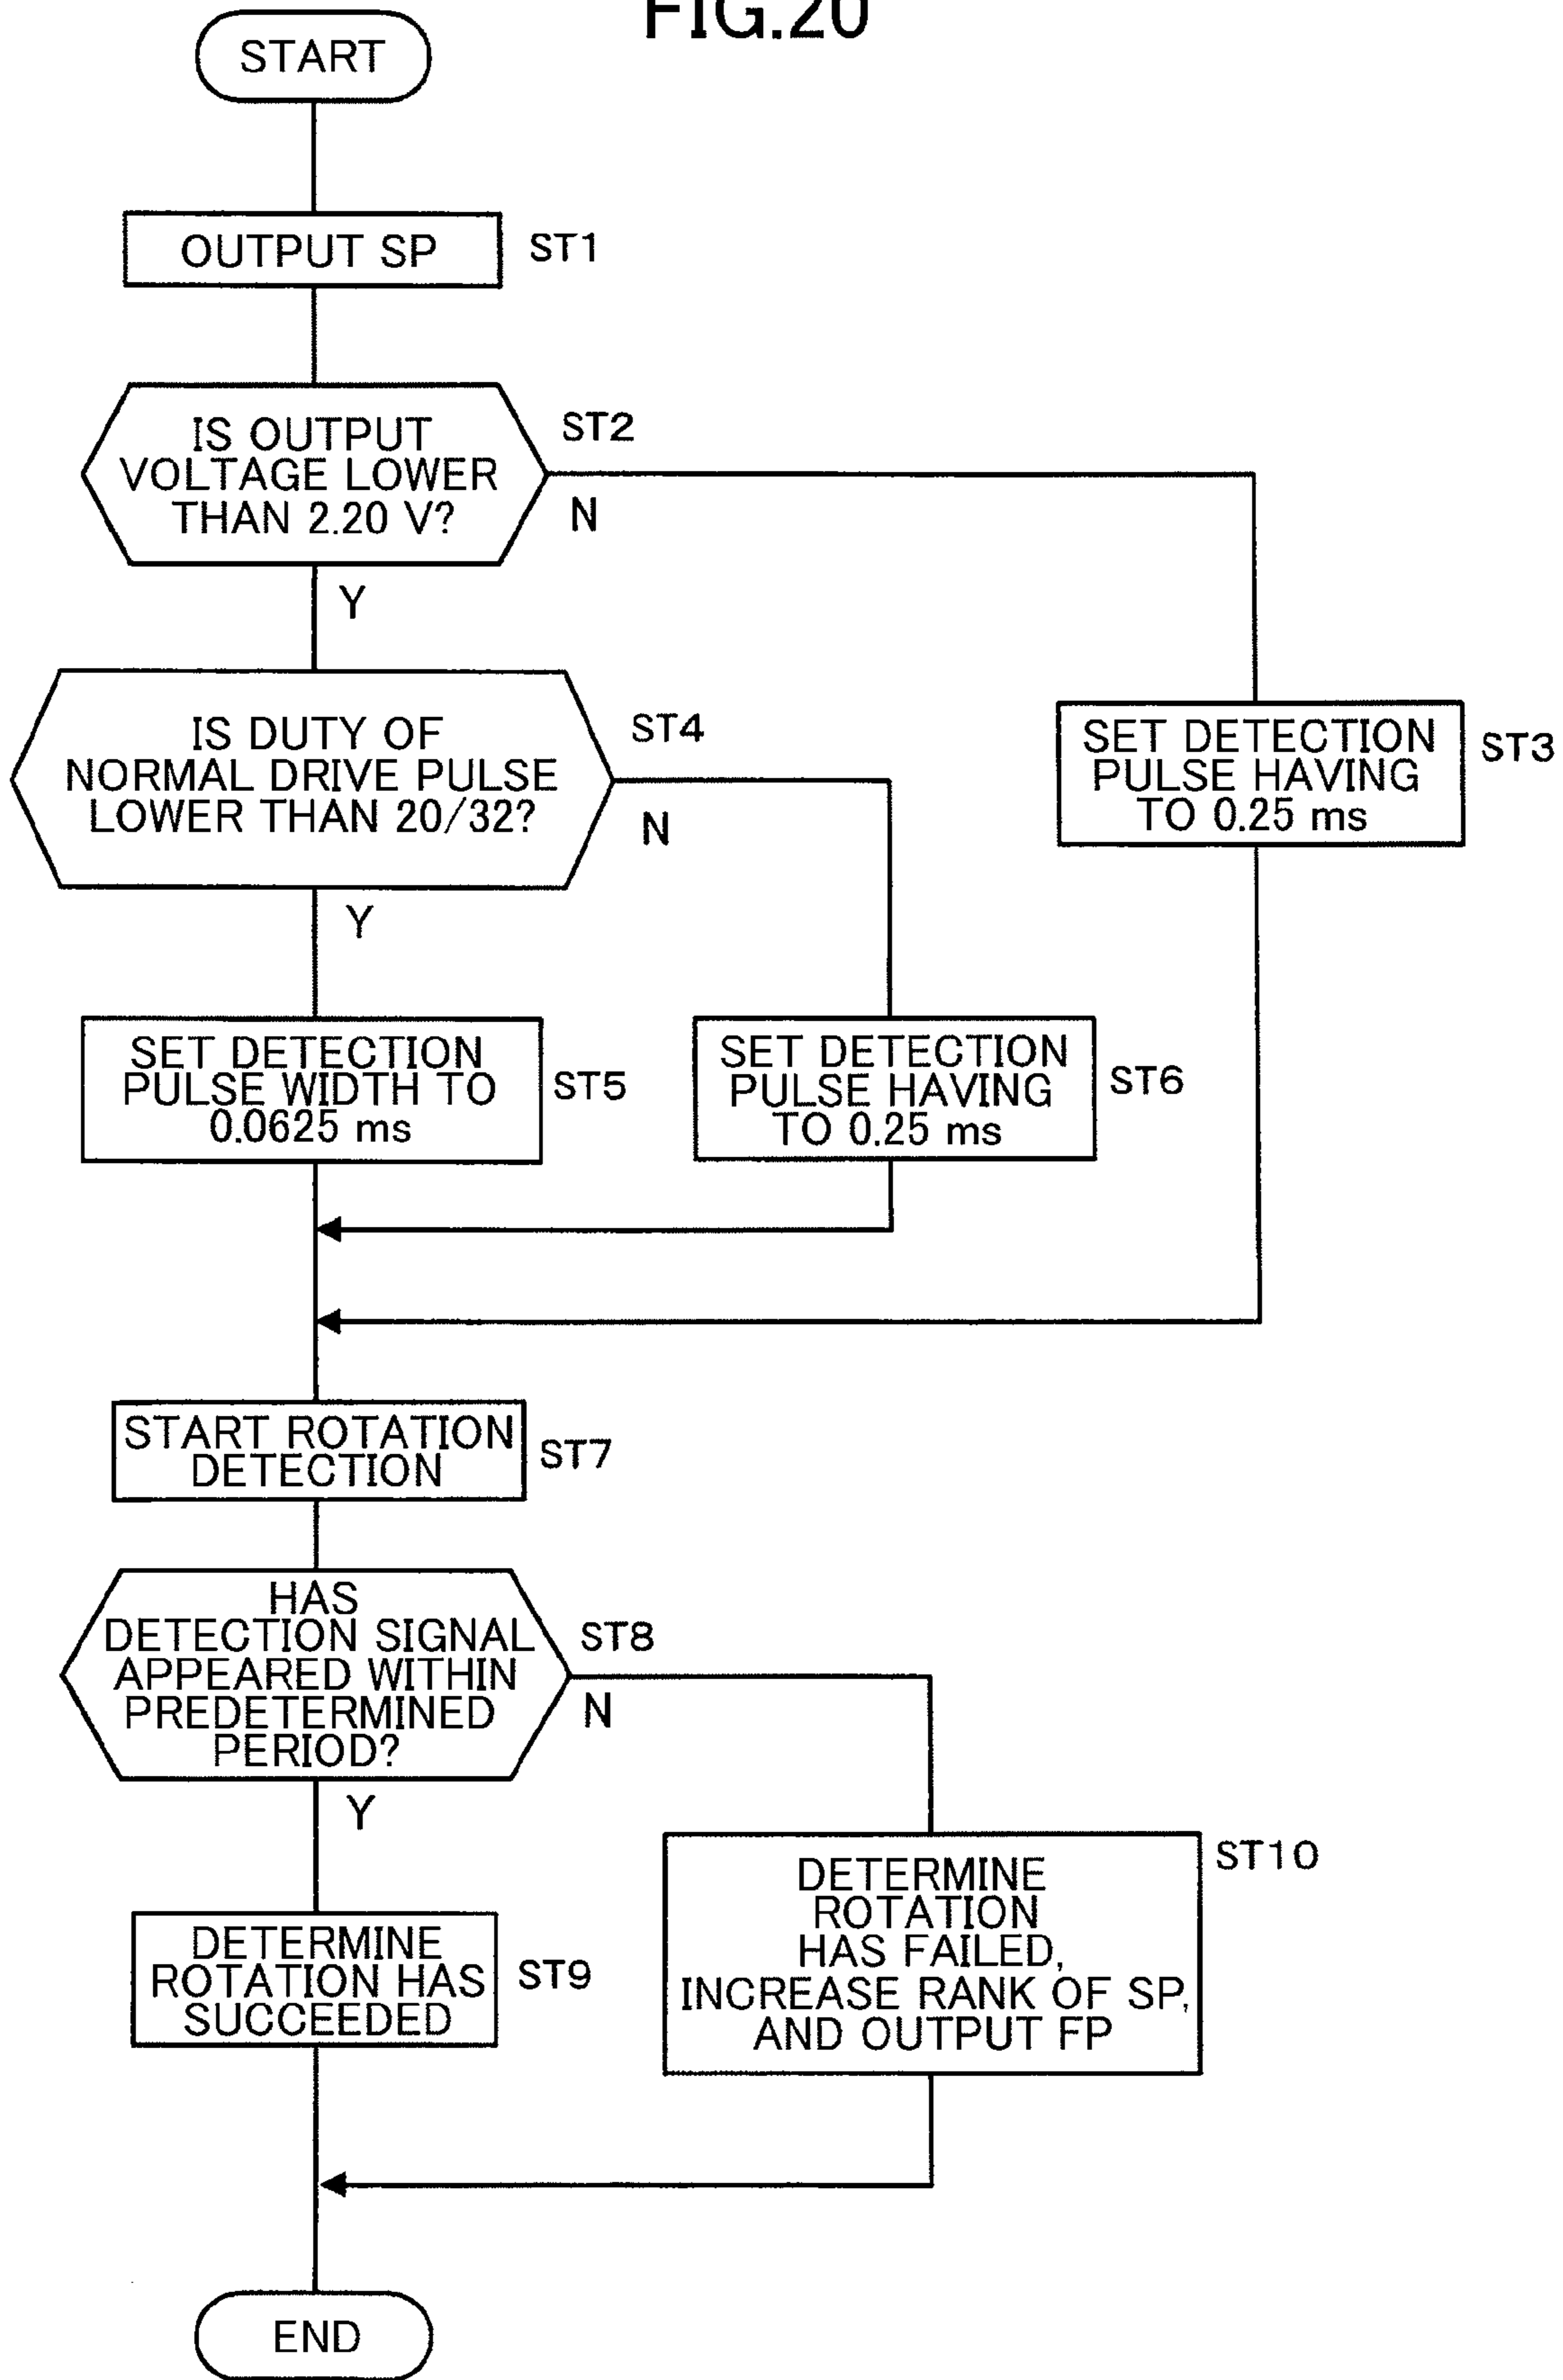 FIG.20
START
OUTPUT SP
ST1
IS OUTPUT
VOLTAGE LOWER
THAN 2.20 V?
ST2
N
Y
IS DUTY OF
NORMAL DRIVE PULSE
LOWER THAN 20/32?
ST4
N
Y
SET DETECTION
PULSE HAVING
TO 0.25 ms
ST3
SET DETECTION
PULSE WIDTH TO
0.0625 ms
ST5
SET DETECTION
PULSE HAVING
TO 0.25 ms
ST6
START ROTATION
DETECTION
ST7
HAS
DETECTION SIGNAL
APPEARED WITHIN
PREDETERMINED
PERIOD?
ST8
N
Y
DETERMINE
ROTATION HAS
SUCCEEDED
ST9
DETERMINE
ROTATION
HAS FAILED,
INCREASE RANK OF SP,
AND OUTPUT FP
ST10
END